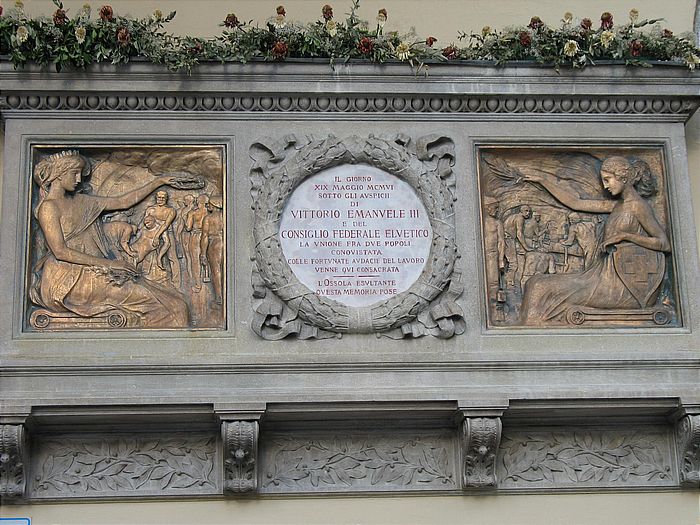 IL GIORNO
XIX MAGGIO MCMVI
SOTTO GLI AVSPICII
DI
VITTORIO EMANVELE III
E DEL
CONSIGLIO FEDERALE ELVETICO
LA VNIONE FRA DVE POPOLI
CONQVISTATA
COLLE FORTVNATE AVDACIE DEL LAVORO
VENNE QVI CONSACRATA
L'OSSOLA ESVLTANTE
QVESTA MEMORIA POSE